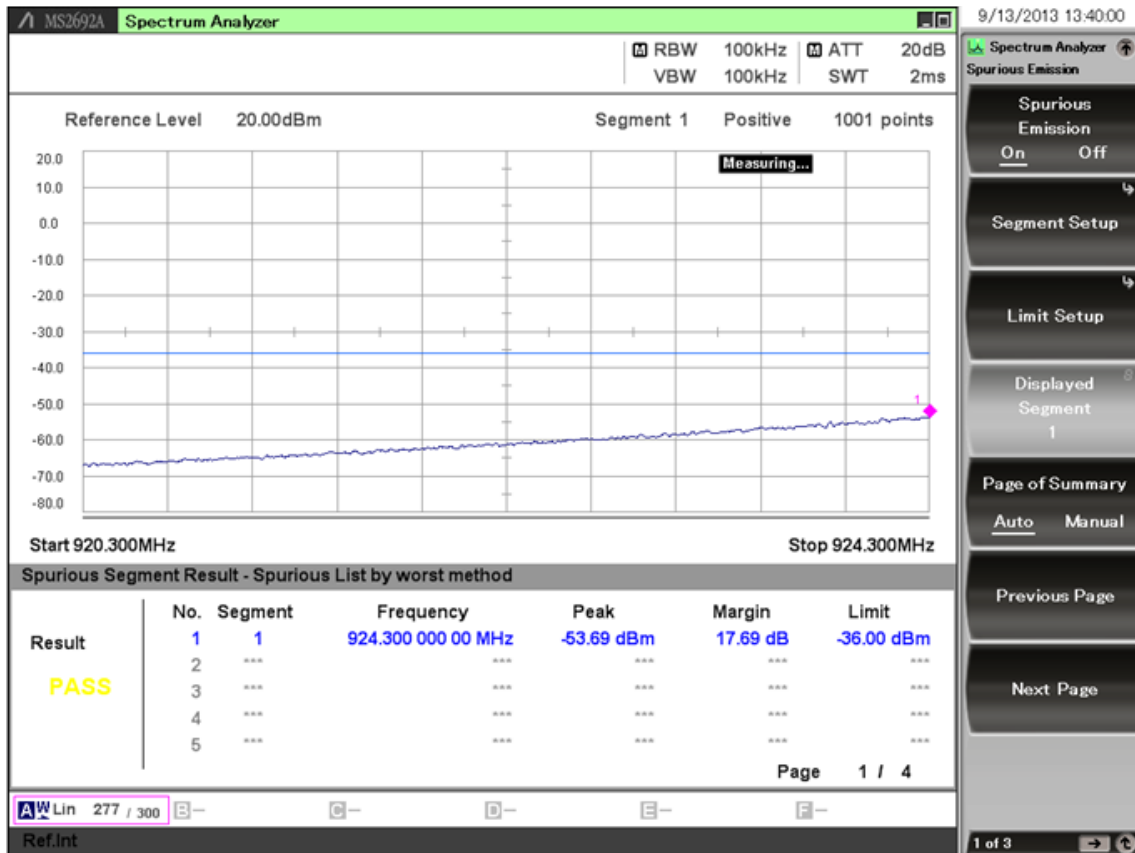 MS2692A Spectrum Analyzer
9/13/2013 13:40:00
M RBW 100kHz M ATT 20dB
VBW 100kHz SWT 2ms
Reference Level 20.00dBm Segment 1 Positive 1001 points
Measuring...
20.0
10.0
0.0
-10.0
-20.0
-30.0
-40.0
-50.0
-60.0
-70.0
-80.0
1
Start 920.300MHz Stop 924.300MHz
Spurious Segment Result - Spurious List by worst method
No. Segment Frequency Peak Margin Limit
Result
PASS
1 1 924.300 000 00 MHz -53.69 dBm 17.69 dB -36.00 dBm
2 *** *** *** *** ***
3 *** *** *** *** ***
4 *** *** *** *** ***
5 *** *** *** *** ***
Page 1 / 4
A W Lin 277 / 300 B- C- D- E- F-
Ref.Int
Spectrum Analyzer
Spurious Emission
Spurious
Emission
On Off
Segment Setup
Limit Setup
8
Displayed
Segment
1
Page of Summary
Auto Manual
Previous Page
Next Page
1 of 3